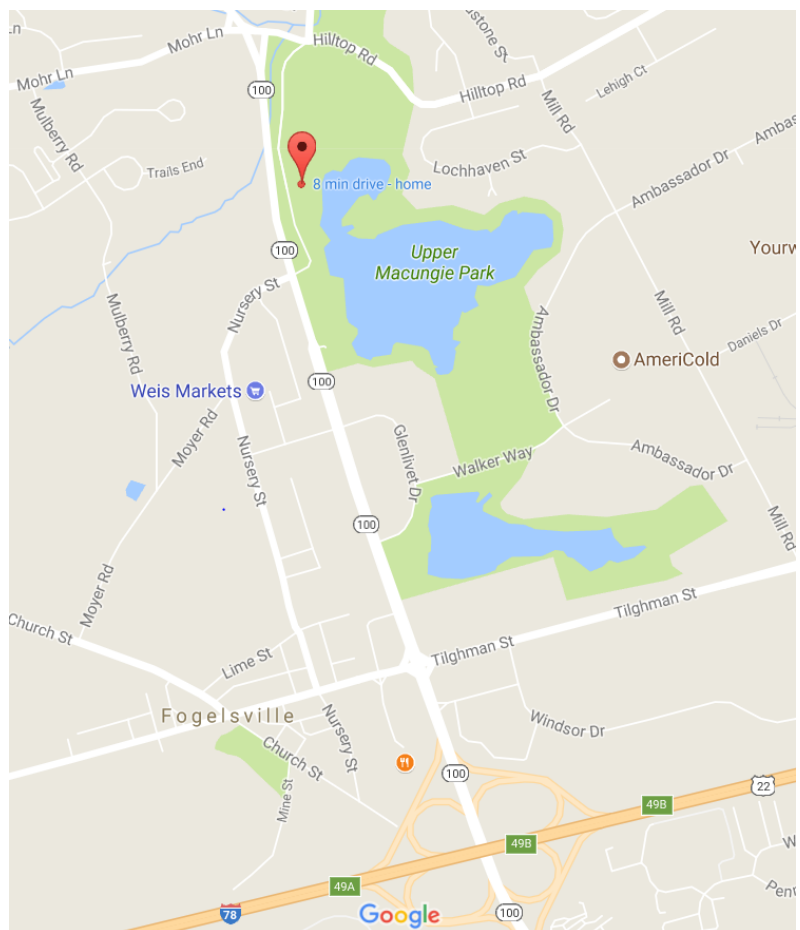 Mohr Ln
Hilltop Rd
Mohr Ln
100
Hilltop Rd
Mill Rd
Lehigh Ct
Mulberry Rd
Trails End
Lochhaven St
Ambassador Dr
8 min drive - home
100
Upper
Macungie Park
Nursery St
Mulberry Rd
Ambassador Dr
Mill Rd
Daniels Dr
AmeriCold
100
Weis Markets
Moyer Rd
Nursery St
Glenlivet Dr
Walker Way
Ambassador Dr
100
Mill Rd
Moyer Rd
Church St
Tilghman St
Lime St
Tilghman St
Fogelsville
Nursery St
Windsor Dr
Church St
Mine St
100
22
49B
49B
49A
78
Google
100